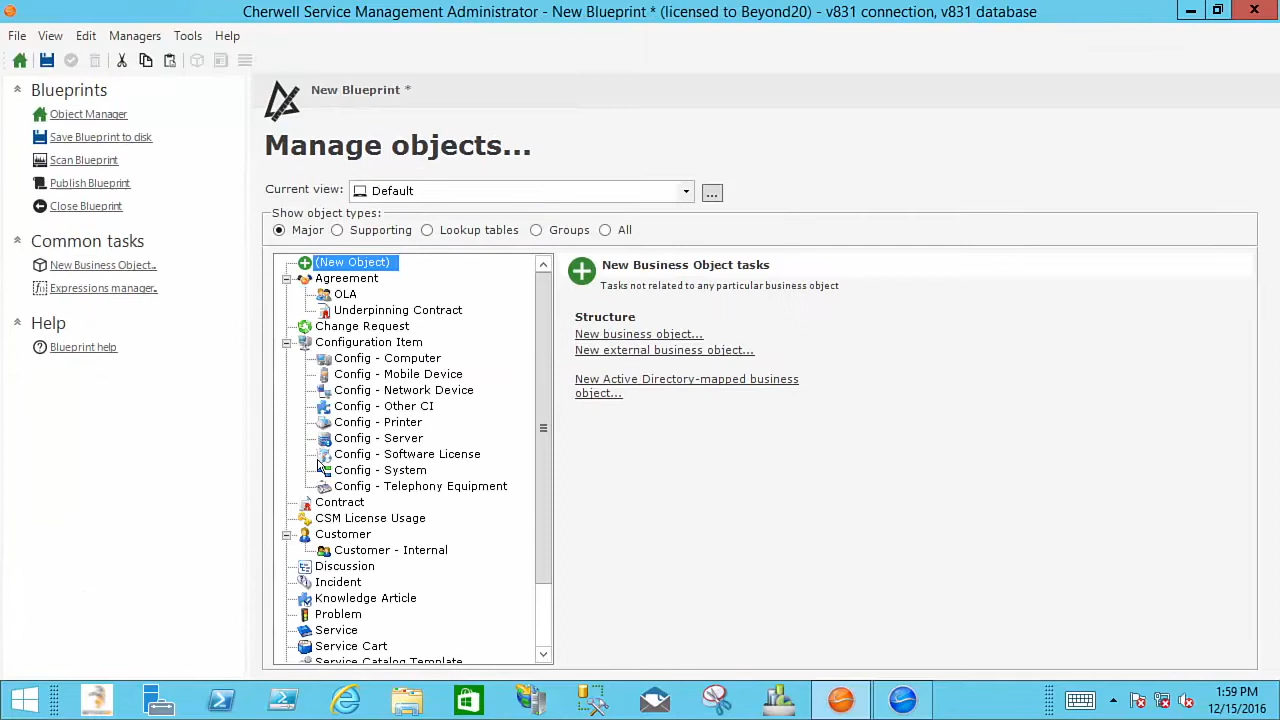 Cherwell Service Management Administrator - New Blueprint * (licensed to Beyond20) - v831 connection, v831 database
File View Edit Managers Tools Help
Blueprints
Object Manager
Save Blueprint to disk
Scan Blueprint
Publish Blueprint
Close Blueprint
Common tasks
New Business Object..
Expressions manager..
Help
Blueprint help
New Blueprint *
Manage objects...
Current view: Default ...
Show object types:
Major Supporting Lookup tables Groups All
(New Object)
Agreement
OLA
Underpinning Contract
Change Request
Configuration Item
Config - Computer
Config - Mobile Device
Config - Network Device
Config - Other CI
Config - Printer
Config - Server
Config - Software License
Config - System
Config - Telephony Equipment
Contract
CSM License Usage
Customer
Customer - Internal
Discussion
Incident
Knowledge Article
Problem
Service
Service Cart
Service Catalog Template
New Business Object tasks
Tasks not related to any particular business object
Structure
New business object...
New external business object...
New Active Directory-mapped business
object...
1:59 PM
12/15/2016